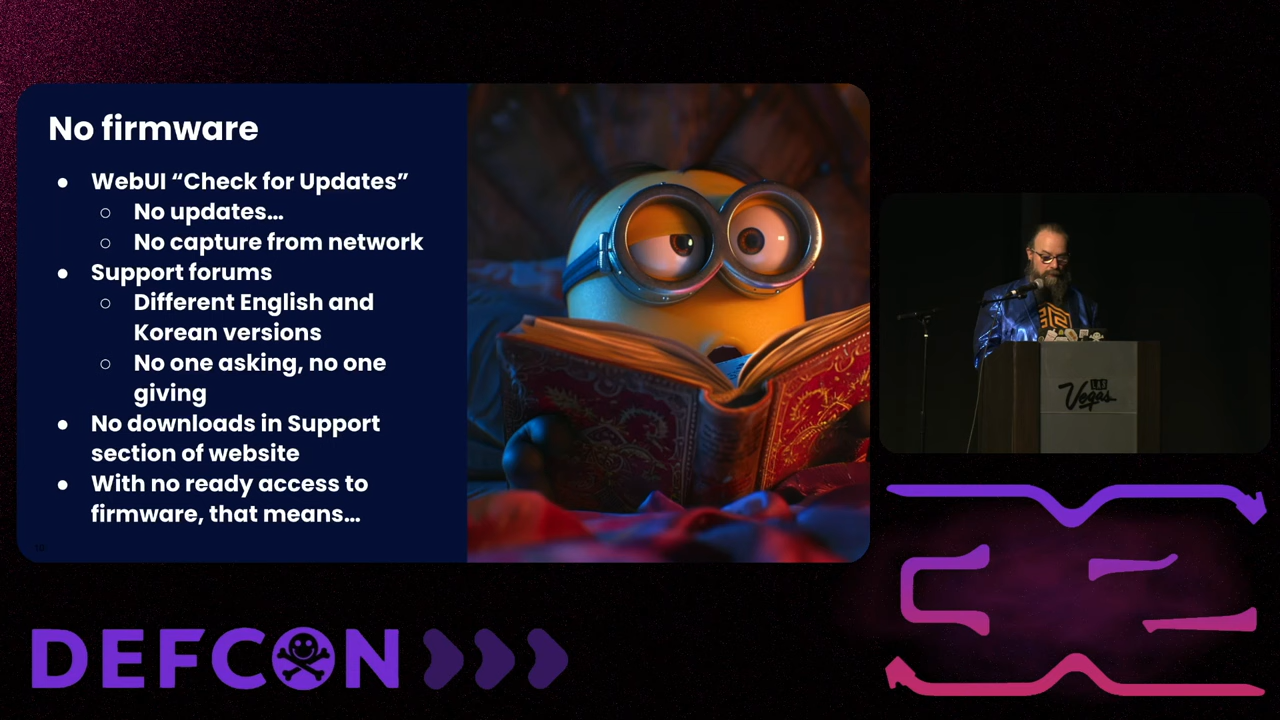 No firmware
● WebUI “Check for Updates”
○ No updates…
○ No capture from network
● Support forums
○ Different English and
Korean versions
○ No one asking, no one
giving
● No downloads in Support
section of website
● With no ready access to
firmware, that means…
LAS
Vegas
DEFCON